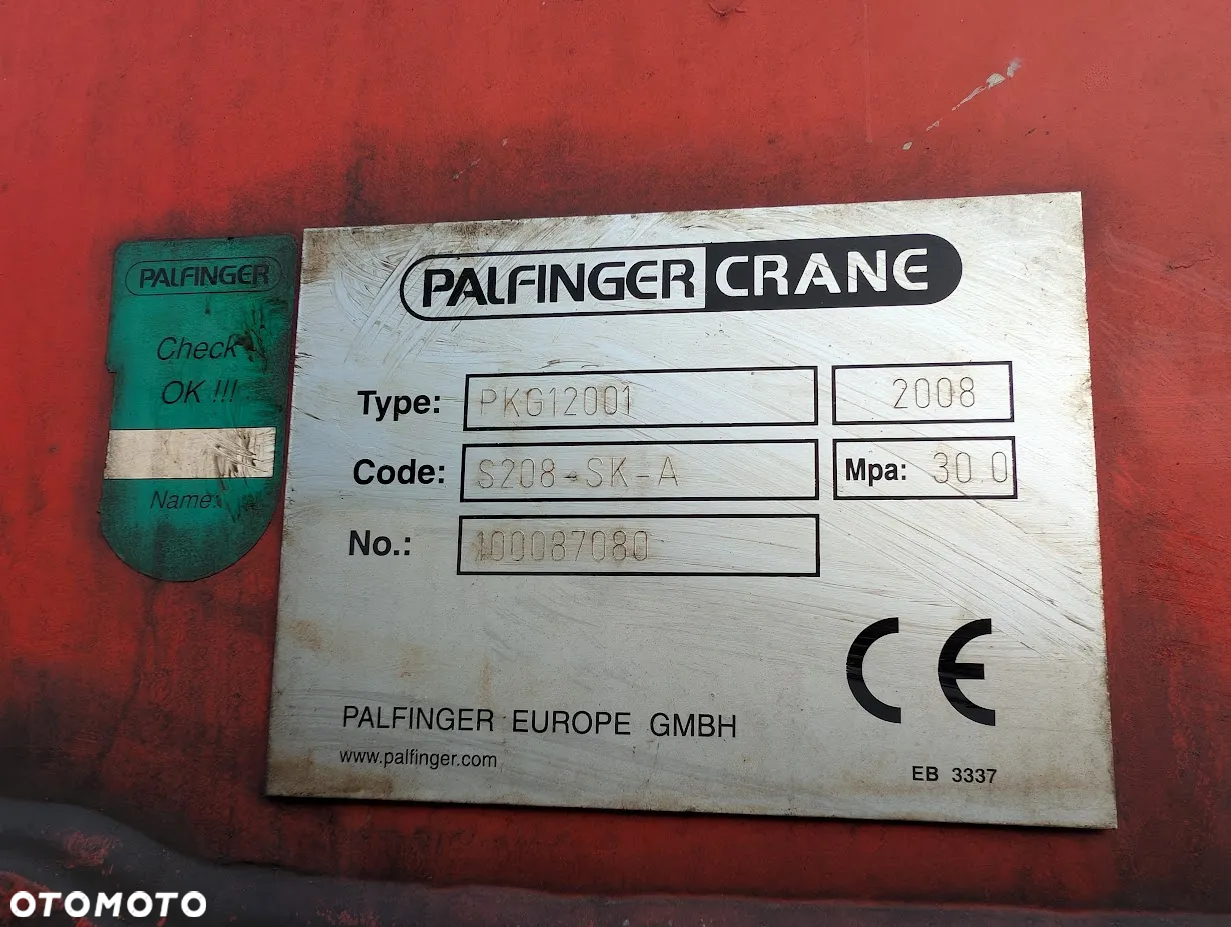 PALFINGER
Check
OK !!!
Name:
PALFINGER CRANE
Type: PKG12001 2008
Code: S208-SK-A Mpa: 30.0
No.: 100087080
CE
PALFINGER EUROPE GMBH
www.palfinger.com
EB 3337
OTOMOTO